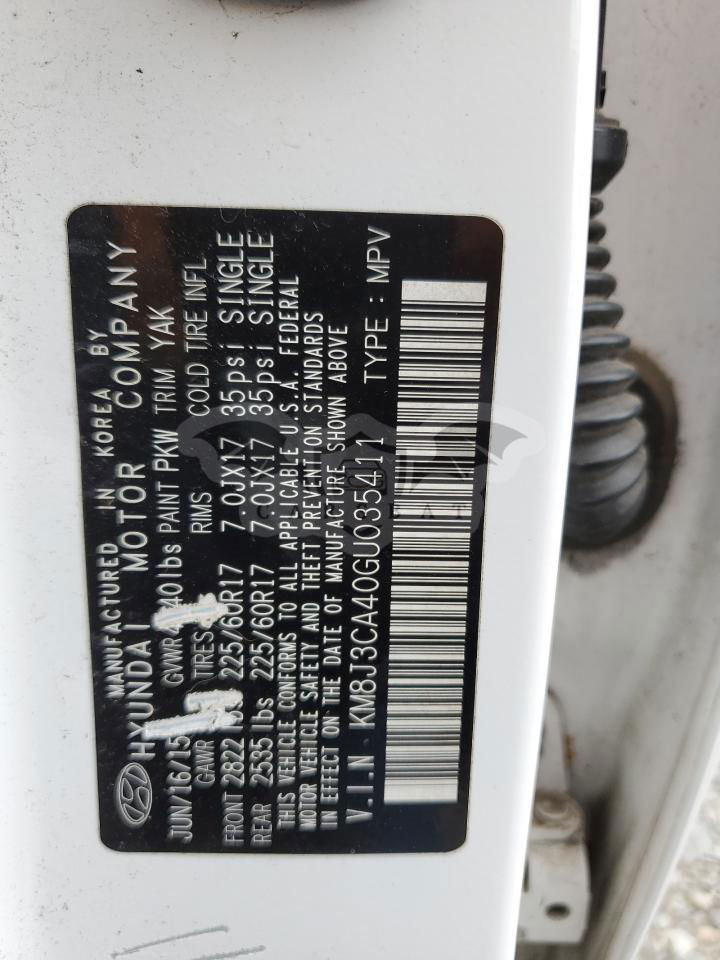 MANUFACTURED IN KOREA BY
HYUNDAI MOTOR COMPANY
JUN/16/15 GVWR 40lbs PAINT PKW TRIM YAK
GAWR TIRES RIMS COLD TIRE INFL
FRONT 2822 225/60R17 7.0JX17 35psi SINGLE
REAR 2535 lbs 225/60R17 7.0JX17 35psi SINGLE
THIS VEHICLE CONFORMS TO ALL APPLICABLE U.S.A. FEDERAL
MOTOR VEHICLE SAFETY AND THEFT PREVENTION STANDARDS
IN EFFECT ON THE DATE OF MANUFACTURE SHOWN ABOVE
V.I.N KM8J3CA40GU035411 TYPE : MPV